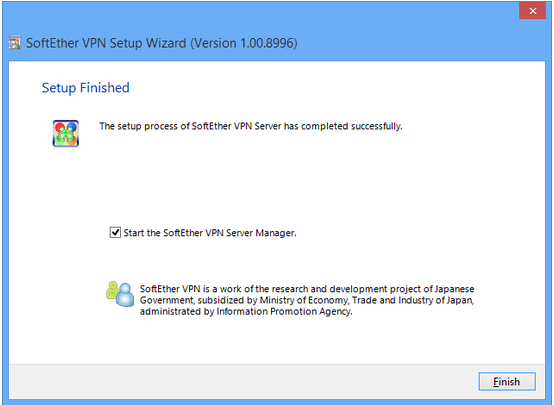 SoftEther VPN Setup Wizard (Version 1.00.8996)
Setup Finished
The setup process of SoftEther VPN Server has completed successfully.
Start the SoftEther VPN Server Manager.
SoftEther VPN is a work of the research and development project of Japanese
Government, subsidized by Ministry of Economy, Trade and Industry of Japan,
administrated by Information Promotion Agency.
Finish